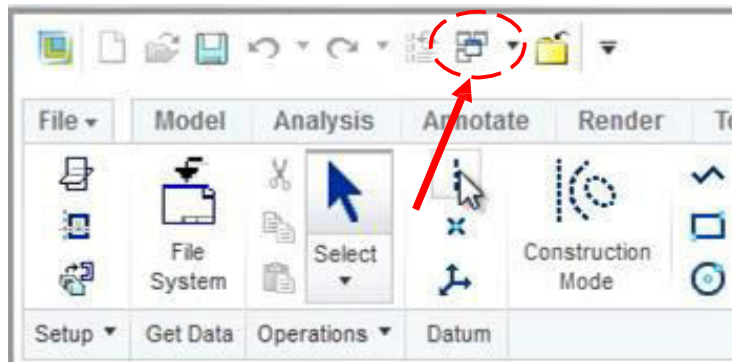 File Model Analysis Annotate Render
File Select Construction
System Mode
Setup Get Data Operations Datum